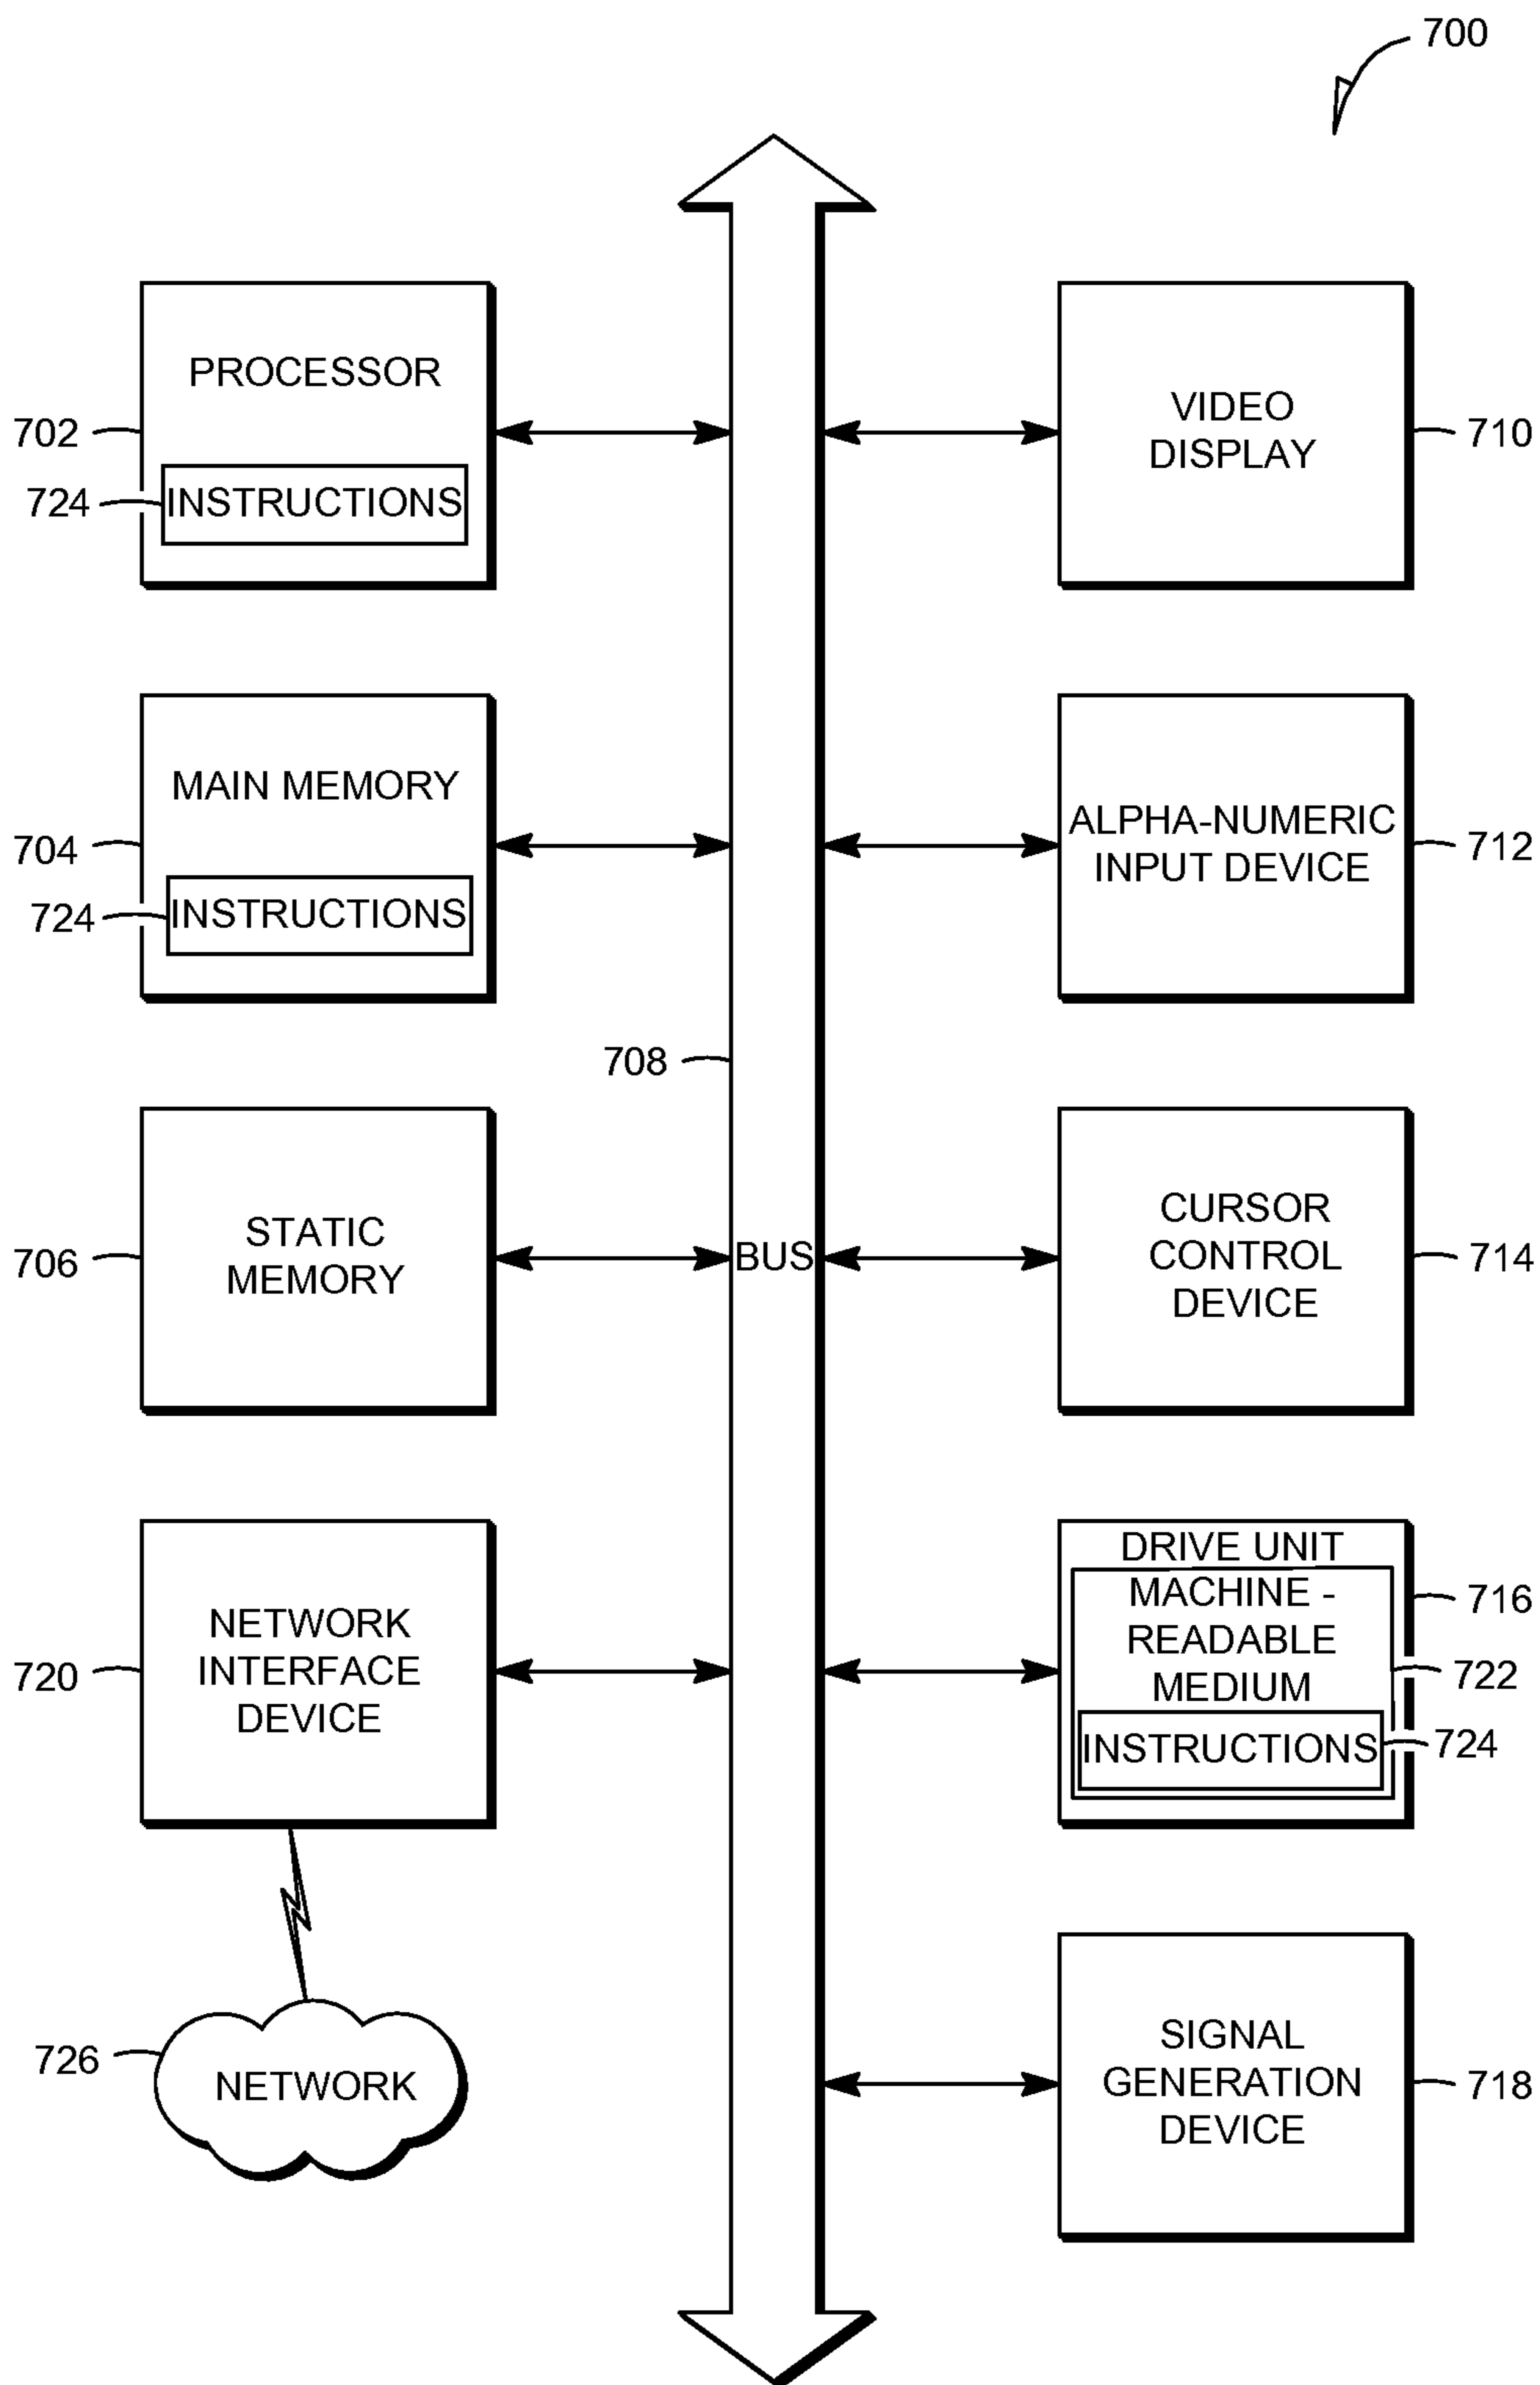 700
PROCESSOR
702
724
INSTRUCTIONS
VIDEO
DISPLAY
710
MAIN MEMORY
704
724
INSTRUCTIONS
ALPHA-NUMERIC
INPUT DEVICE
712
708
STATIC
MEMORY
706
BUS
CURSOR
CONTROL
DEVICE
714
NETWORK
INTERFACE
DEVICE
720
DRIVE UNIT
716
MACHINE -
READABLE
MEDIUM
722
INSTRUCTIONS
724
726
NETWORK
SIGNAL
GENERATION
DEVICE
718